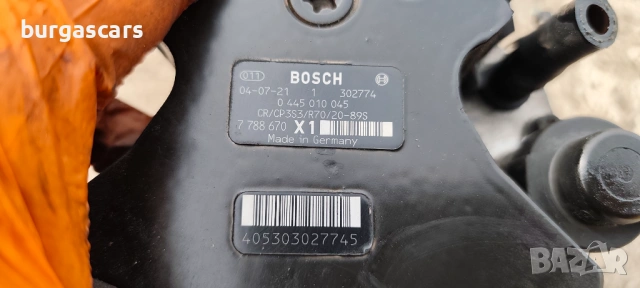 burgascars
011 BOSCH
04-07-21 1 302774
0 445 010 045
CR/CP3S3/R70/20-89S
7 788 670 X1
Made in Germany
405303027745
BAZAR